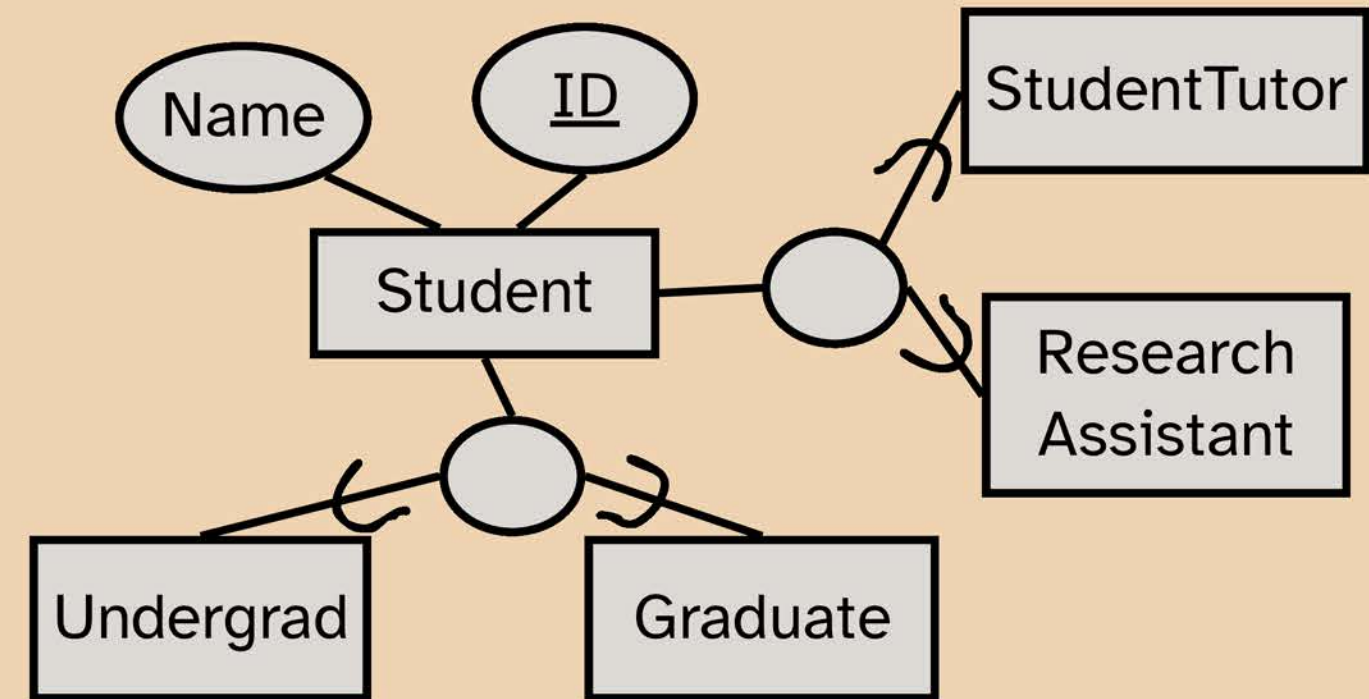 Name
ID
StudentTutor
Student
Research
Assistant
Undergrad
Graduate